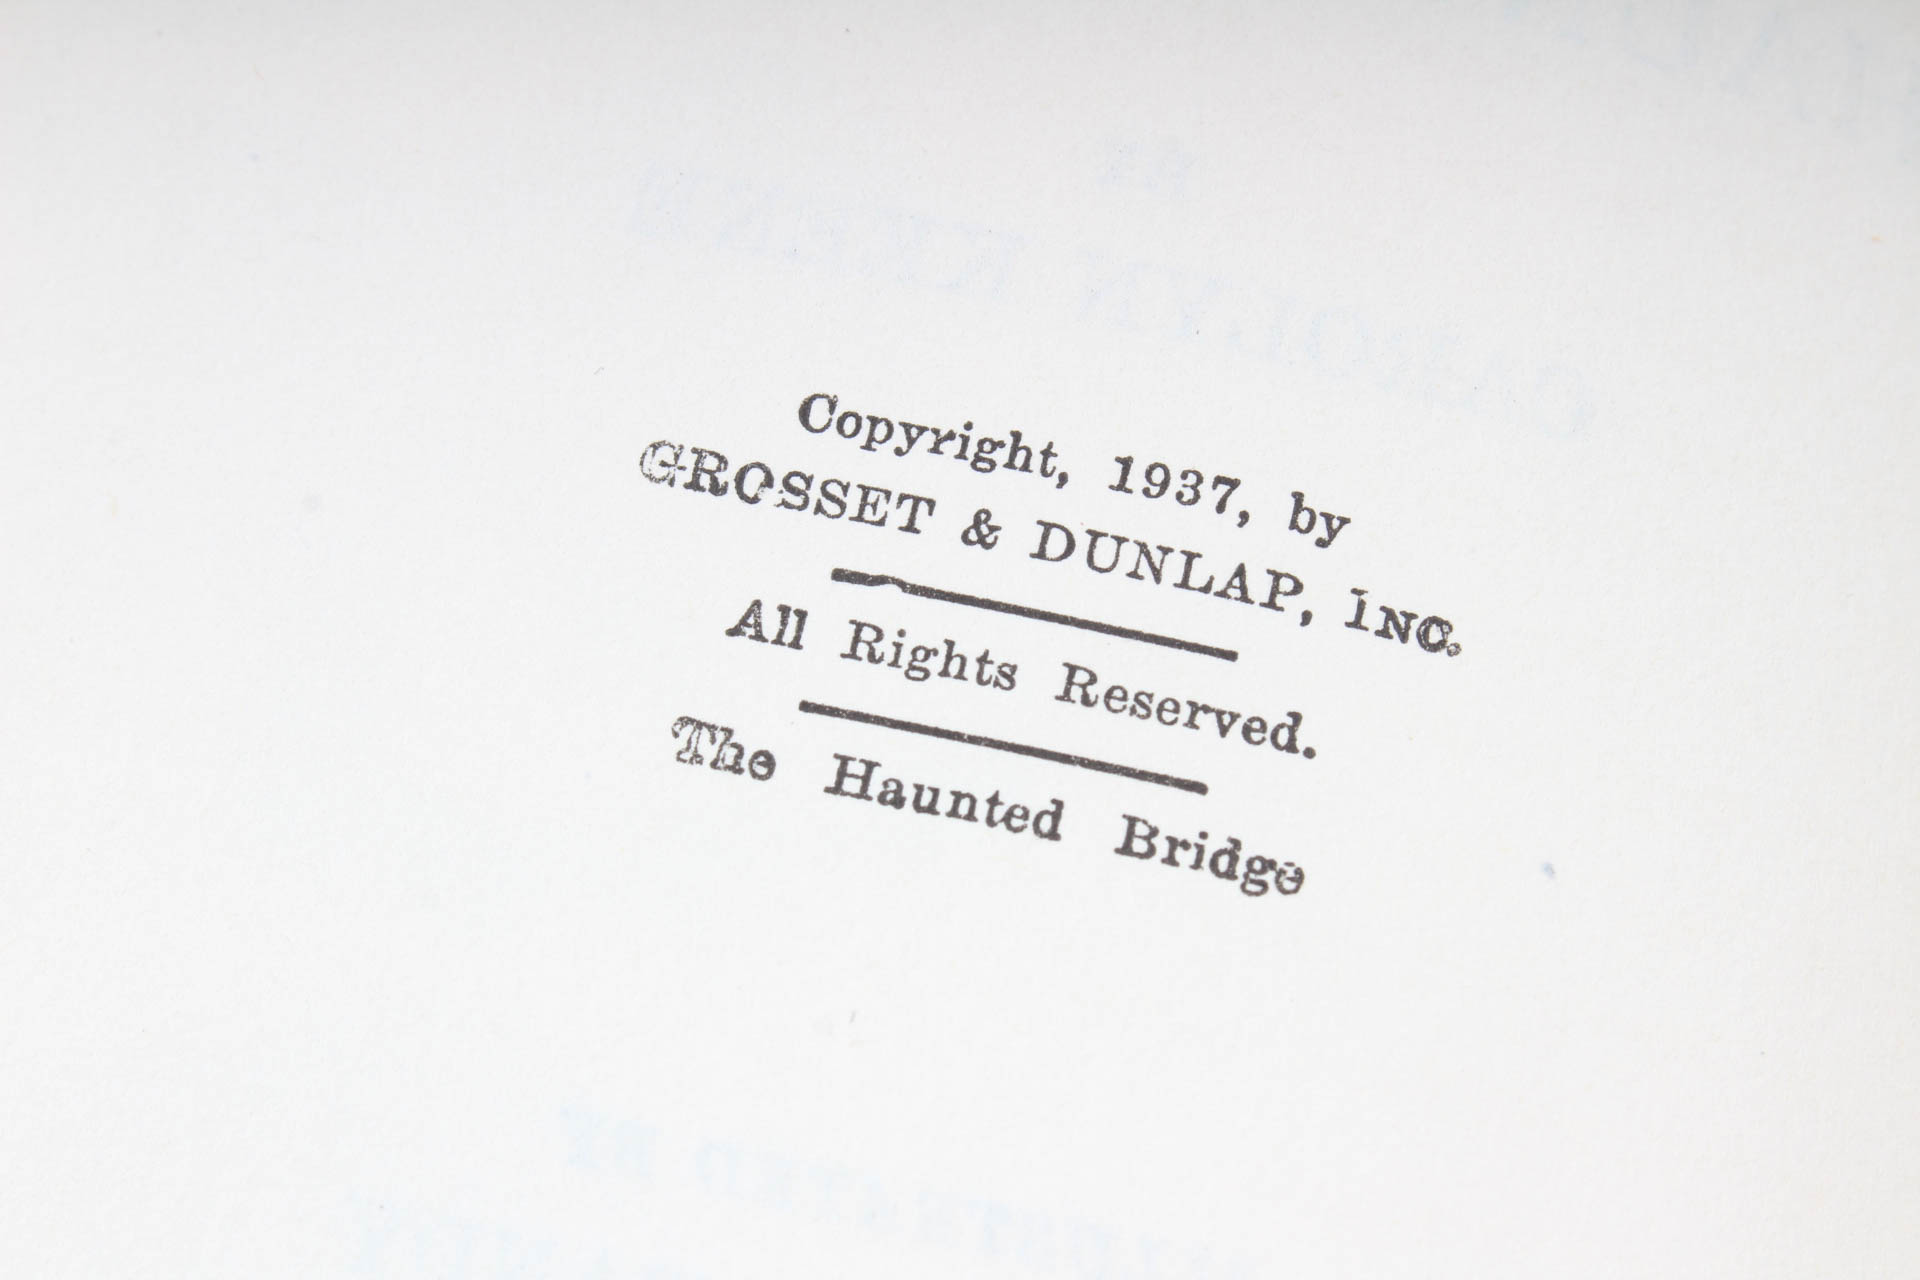 Copyright, 1937, by
GROSSET & DUNLAP, INC.
All Rights Reserved.
The Haunted Bridge